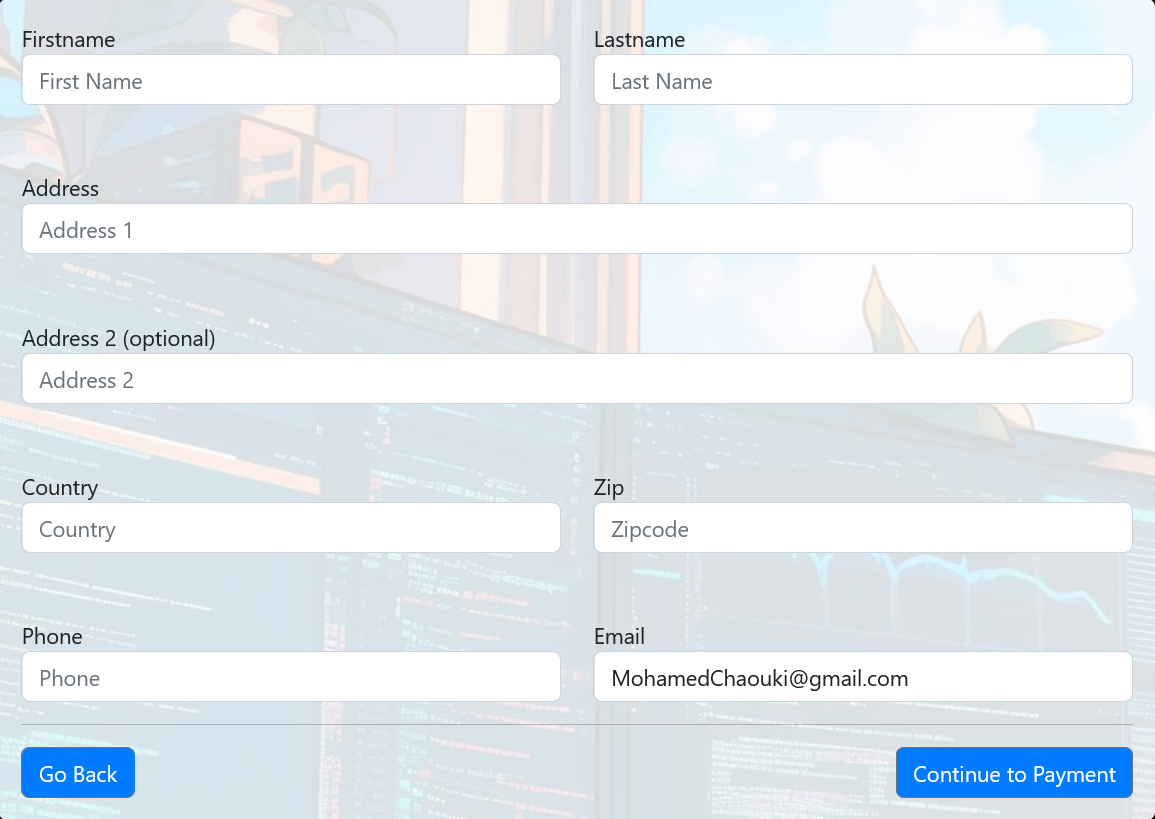 Firstname Lastname
First Name Last Name
Address
Address 1
Address 2 (optional)
Address 2
Country Zip
Country Zipcode
Phone Email
Phone MohamedChaouki@gmail.com
Go Back Continue to Payment